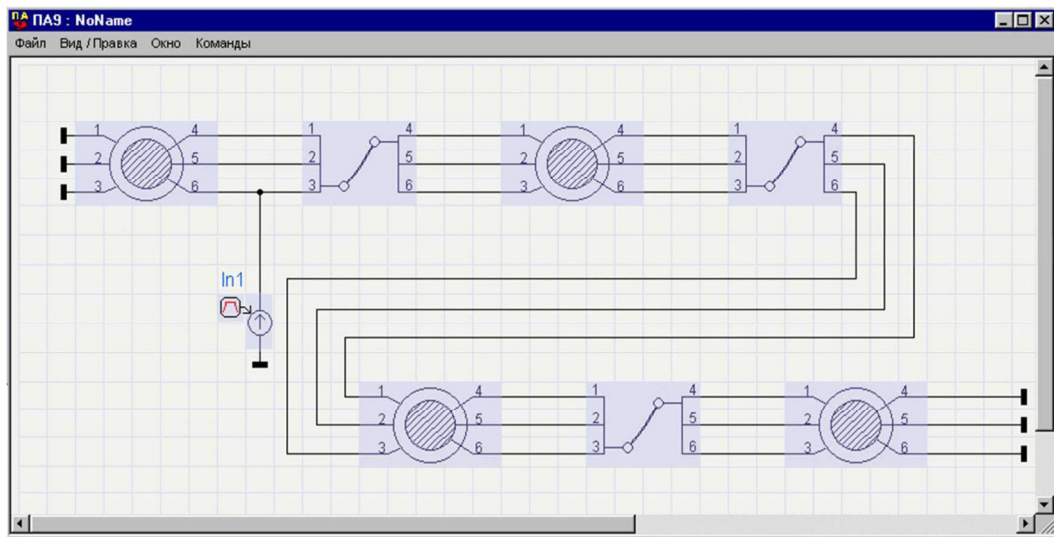 ПА9 : NoName
Файл Вид / Правка Окно Команды
1 4 1 4 1 4 1 4
2 5 2 5 2 5 2 5
3 6 3 6 3 6 3 6
In1
1 4 1 4 1 4
2 5 2 5 2 5
3 6 3 6 3 6